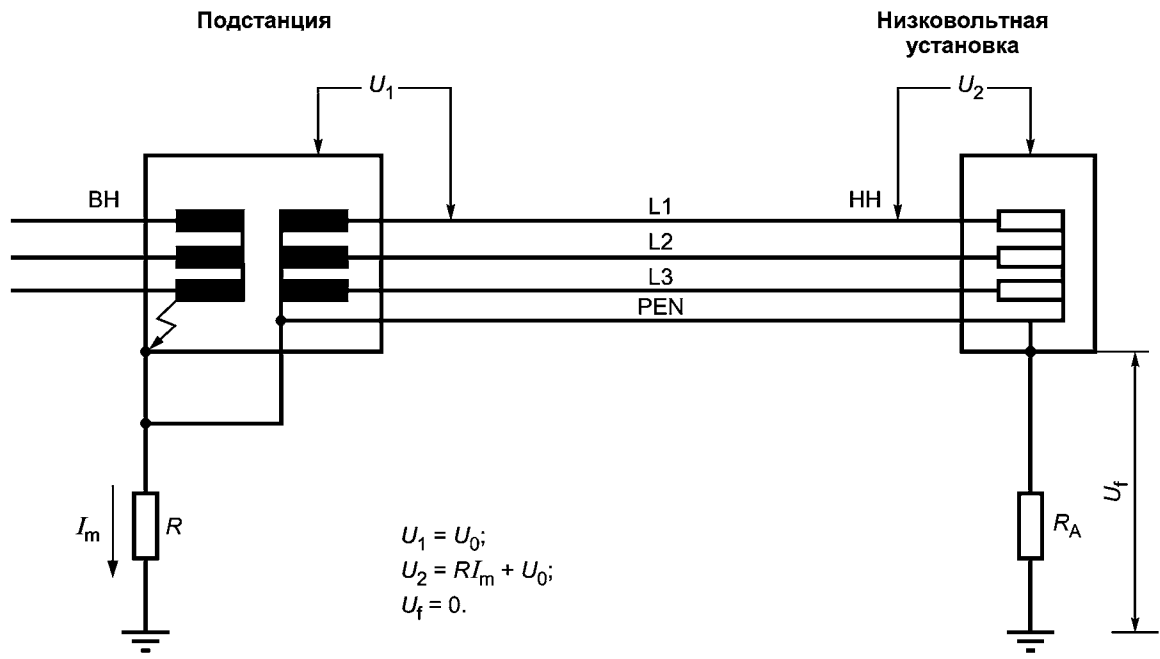 Подстанция
Низковольтная
установка
U1
U2
ВН
L1
НН
L2
L3
PEN
Im
R
RA
Uf
U1 = U0;
U2 = RIm + U0;
Uf = 0.